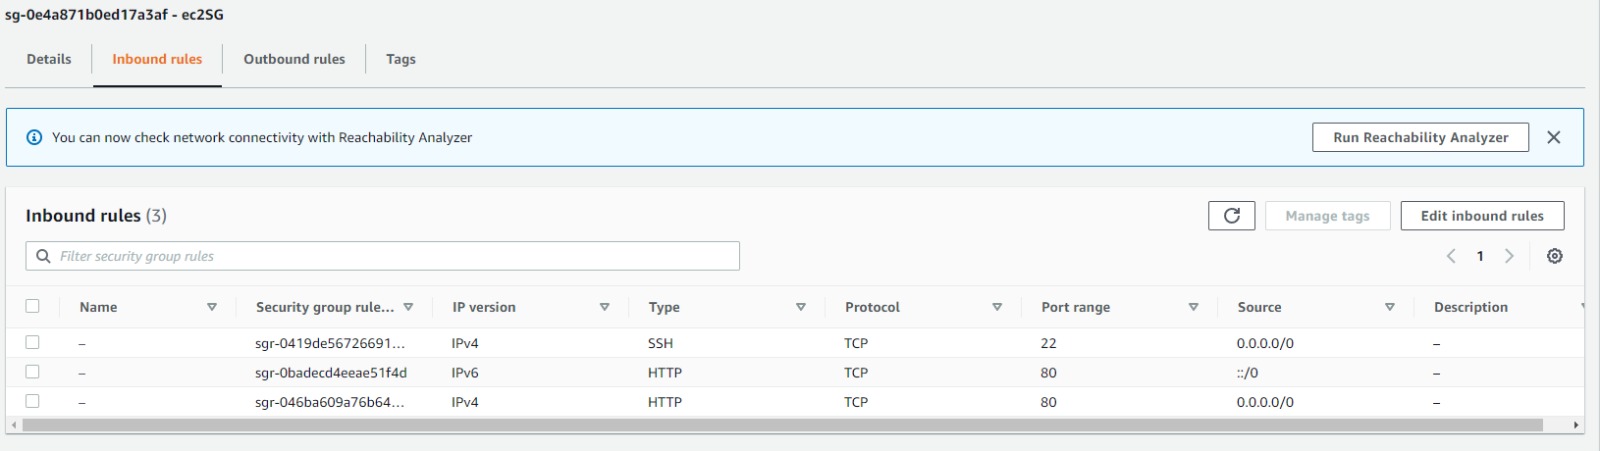 sg-0e4a871b0ed17a3af - ec2SG
Details Inbound rules Outbound rules Tags
You can now check network connectivity with Reachability Analyzer Run Reachability Analyzer
Inbound rules (3) Manage tags Edit inbound rules
Filter security group rules 1
Name Security group rule... IP version Type Protocol Port range Source Description
– sgr-0419de56726691... IPv4 SSH TCP 22 0.0.0.0/0 –
– sgr-0badecd4eeae51f4d IPv6 HTTP TCP 80 ::/0 –
– sgr-046ba609a76b64... IPv4 HTTP TCP 80 0.0.0.0/0 –